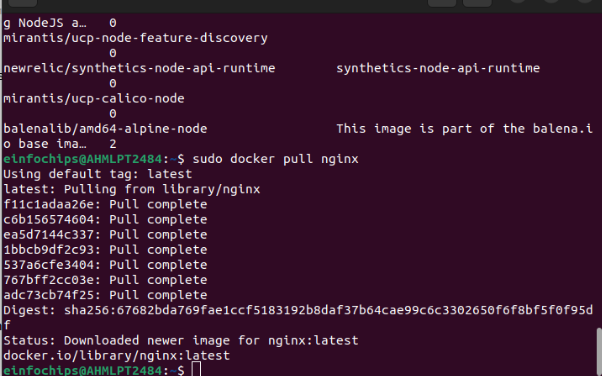 g NodeJS a…   0
mirantis/ucp-node-feature-discovery
              0
newrelic/synthetics-node-api-runtime        synthetics-node-api-runtime
              0
mirantis/ucp-calico-node
              0
balenalib/amd64-alpine-node                 This image is part of the balena.i
o base ima…   2
einfochips@AHMLPT2484:~$ sudo docker pull nginx
Using default tag: latest
latest: Pulling from library/nginx
f11c1adaa26e: Pull complete
c6b156574604: Pull complete
ea5d7144c337: Pull complete
1bbcb9df2c93: Pull complete
537a6cfe3404: Pull complete
767bff2cc03e: Pull complete
adc73cb74f25: Pull complete
Digest: sha256:67682bda769fae1ccf5183192b8daf37b64cae99c6c3302650f6f8bf5f0f95d
f
Status: Downloaded newer image for nginx:latest
docker.io/library/nginx:latest
einfochips@AHMLPT2484:~$